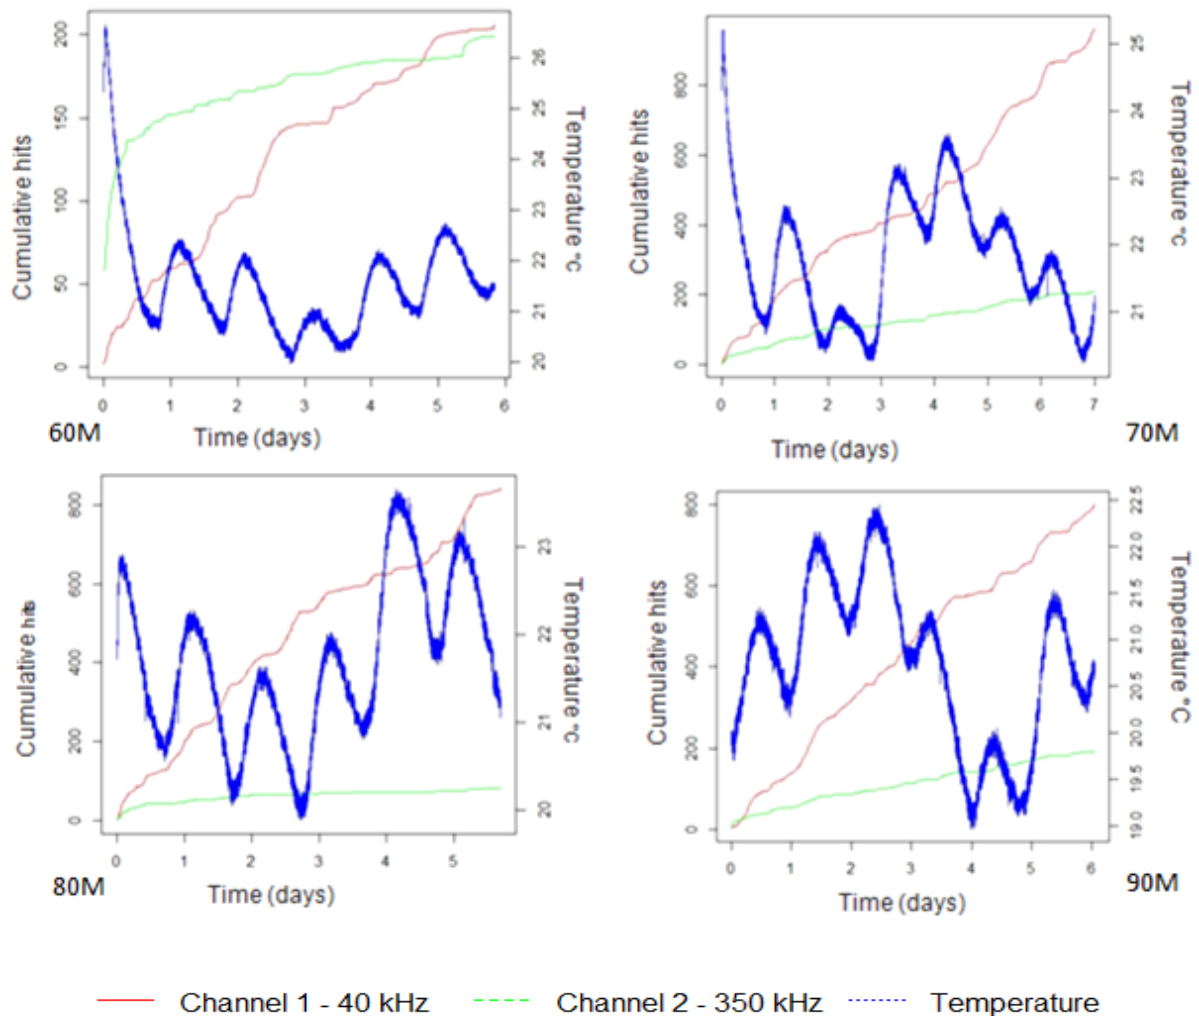 200
150
100
50
0
Cumulative hits
26
25
24
23
22
21
20
Temperature °c
0 1 2 3 4 5 6
60M
Time (days)
800
600
400
200
0
Cumulative hits
25
24
23
22
21
Temperature °c
0 1 2 3 4 5 6 7
70M
Time (days)
800
600
400
200
0
Cumulative hits
23
22
21
20
Temperature °C
0 1 2 3 4 5
80M
Time (days)
800
600
400
200
0
Cumulative hits
22.5
22.0
21.5
21.0
20.5
20.0
19.5
19.0
Temperature °C
0 1 2 3 4 5 6
90M
Time (days)
Channel 1 - 40 kHz Channel 2 - 350 kHz Temperature